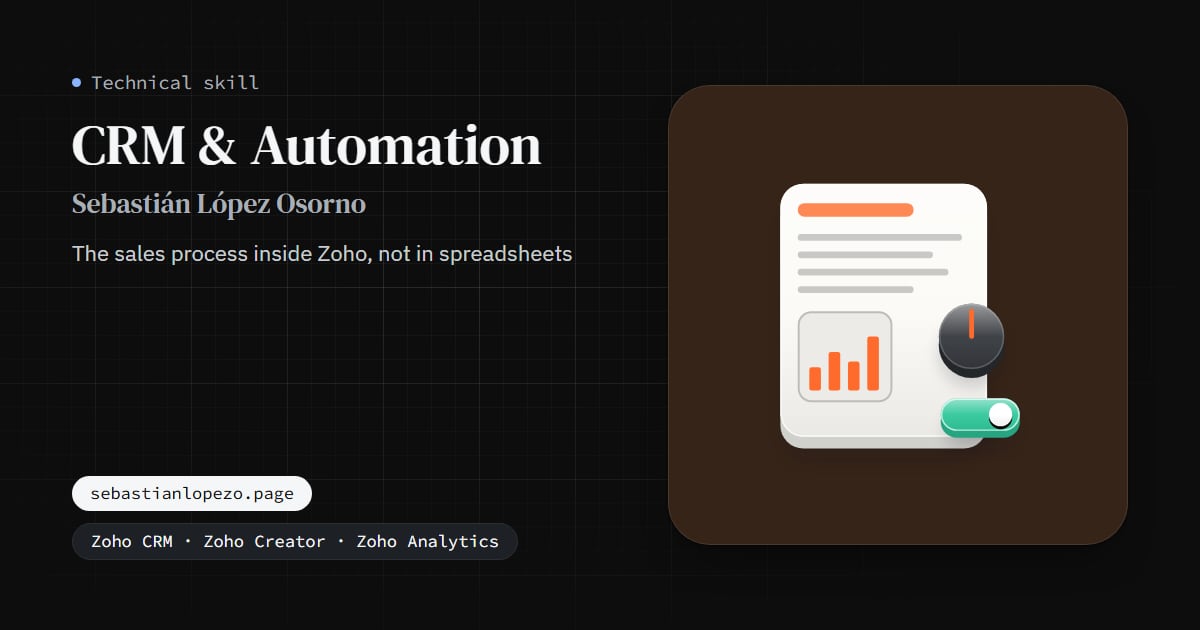 Technical skill
CRM & Automation
Sebastián López Osorno
The sales process inside Zoho, not in spreadsheets
sebastianlopezo.page
Zoho CRM · Zoho Creator · Zoho Analytics